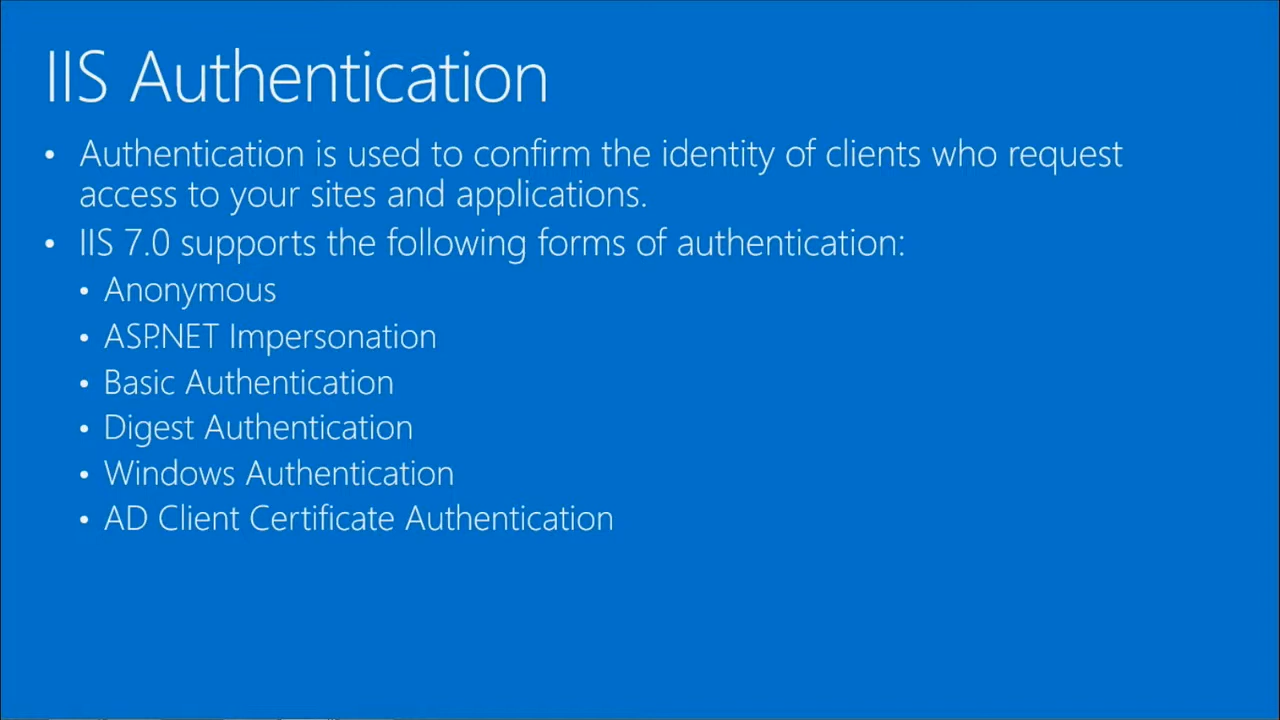 IIS Authentication
• Authentication is used to confirm the identity of clients who request
access to your sites and applications.
• IIS 7.0 supports the following forms of authentication:
• Anonymous
• ASP.NET Impersonation
• Basic Authentication
• Digest Authentication
• Windows Authentication
• AD Client Certificate Authentication